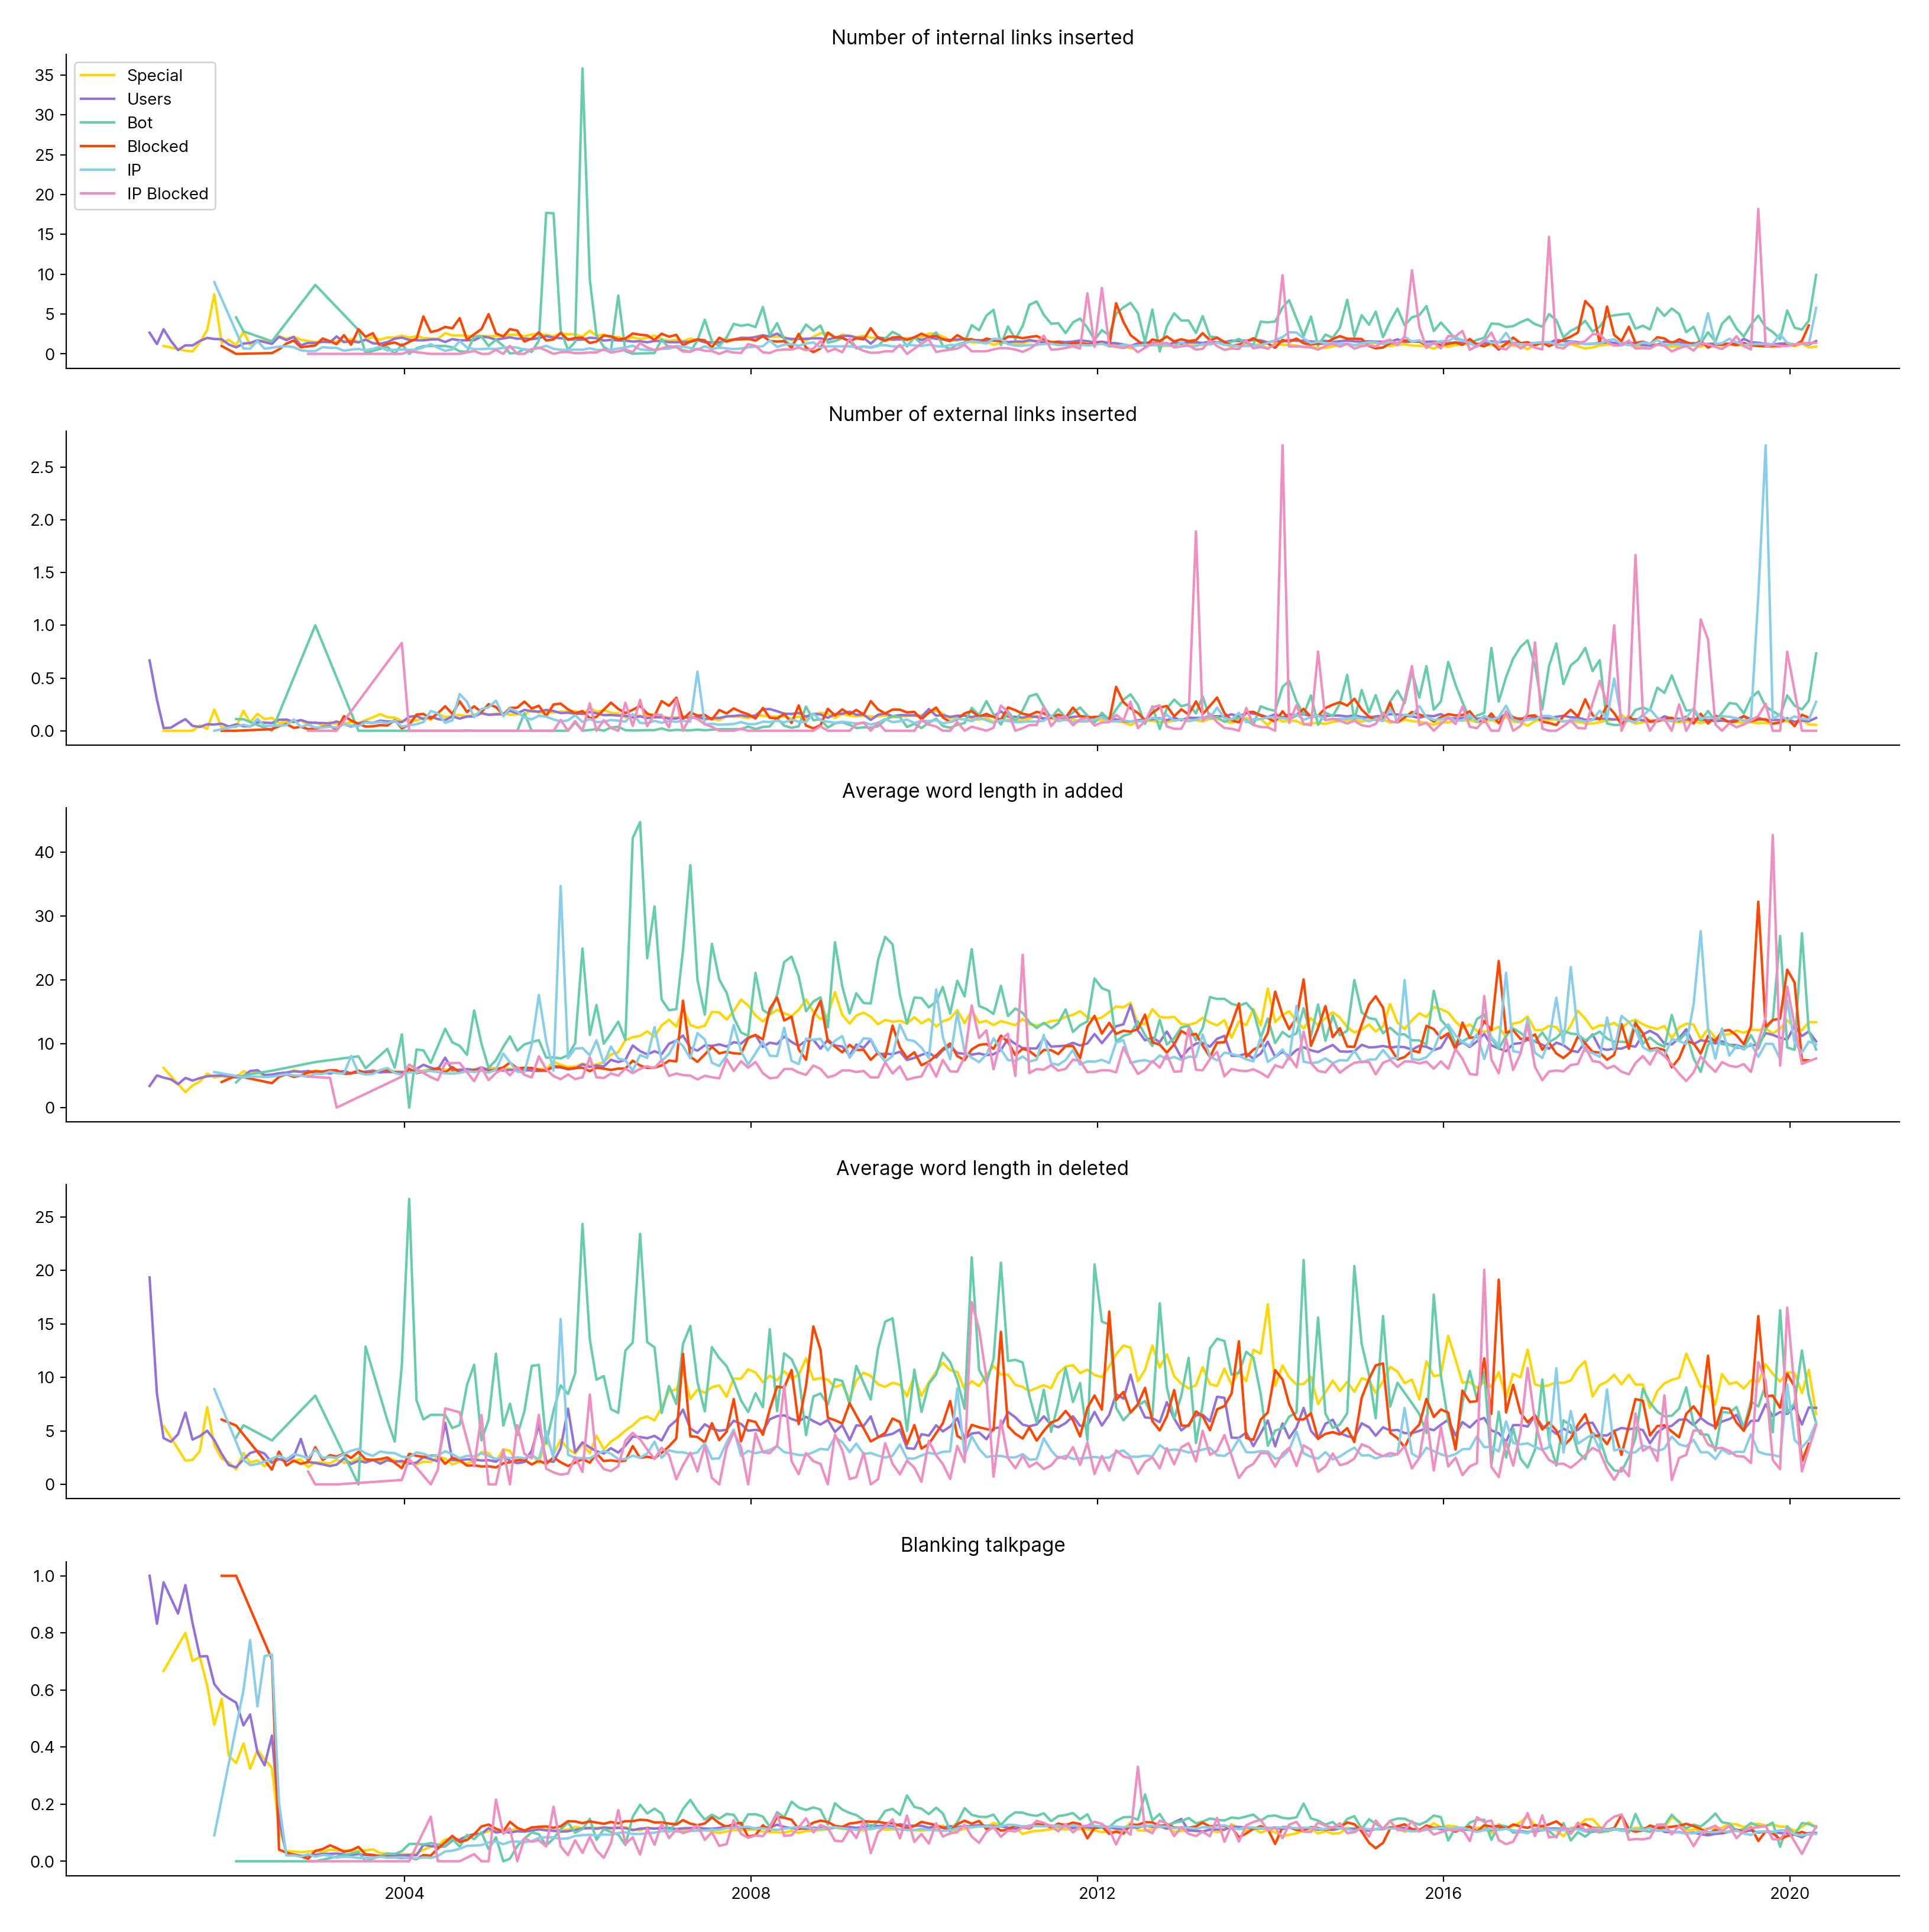 Number of internal links inserted
35
30
25
20
15
10
5
0
Special
Users
Bot
Blocked
IP
IP Blocked
Number of external links inserted
2.5
2.0
1.5
1.0
0.5
0.0
Average word length in added
40
30
20
10
0
Average word length in deleted
25
20
15
10
5
0
Blanking talkpage
1.0
0.8
0.6
0.4
0.2
0.0
2004 2008 2012 2016 2020